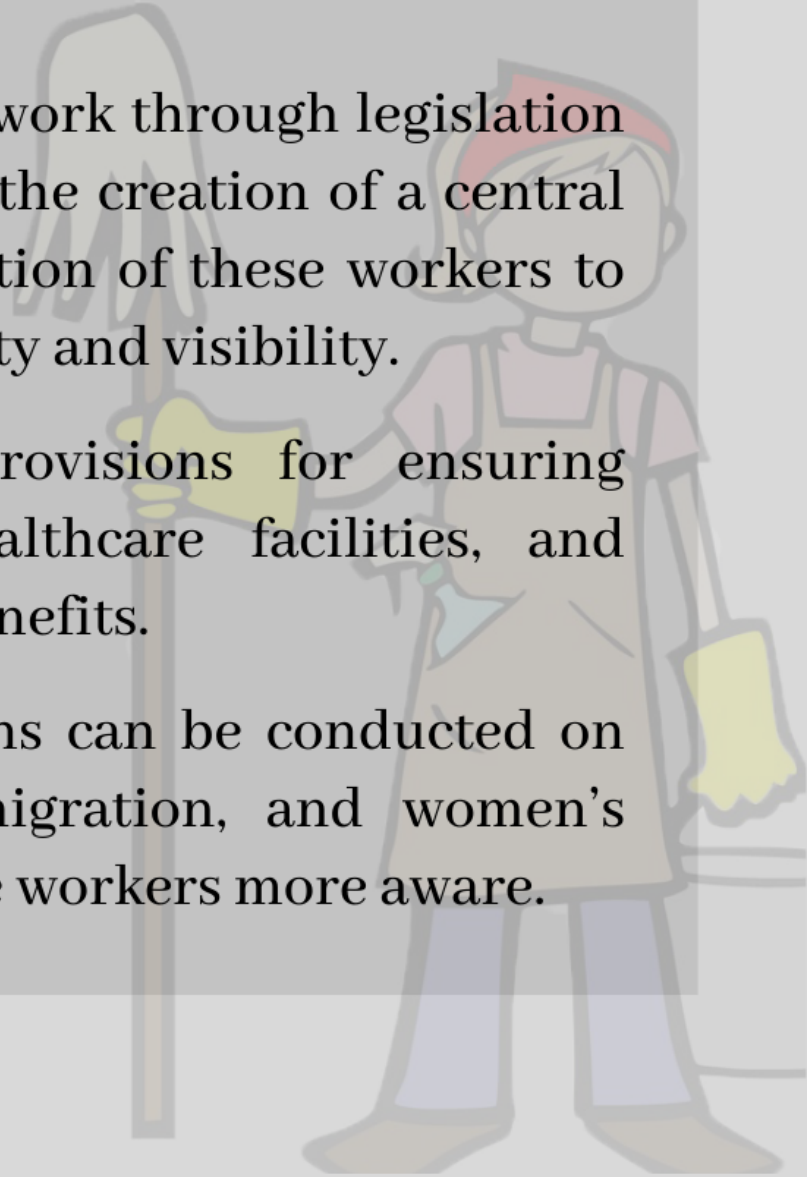 work through legislation
the creation of a central
tion of these workers to
ty and visibility.
rovisions for ensuring
althcare facilities, and
nefits.
ns can be conducted on
nigration, and women's
e workers more aware.